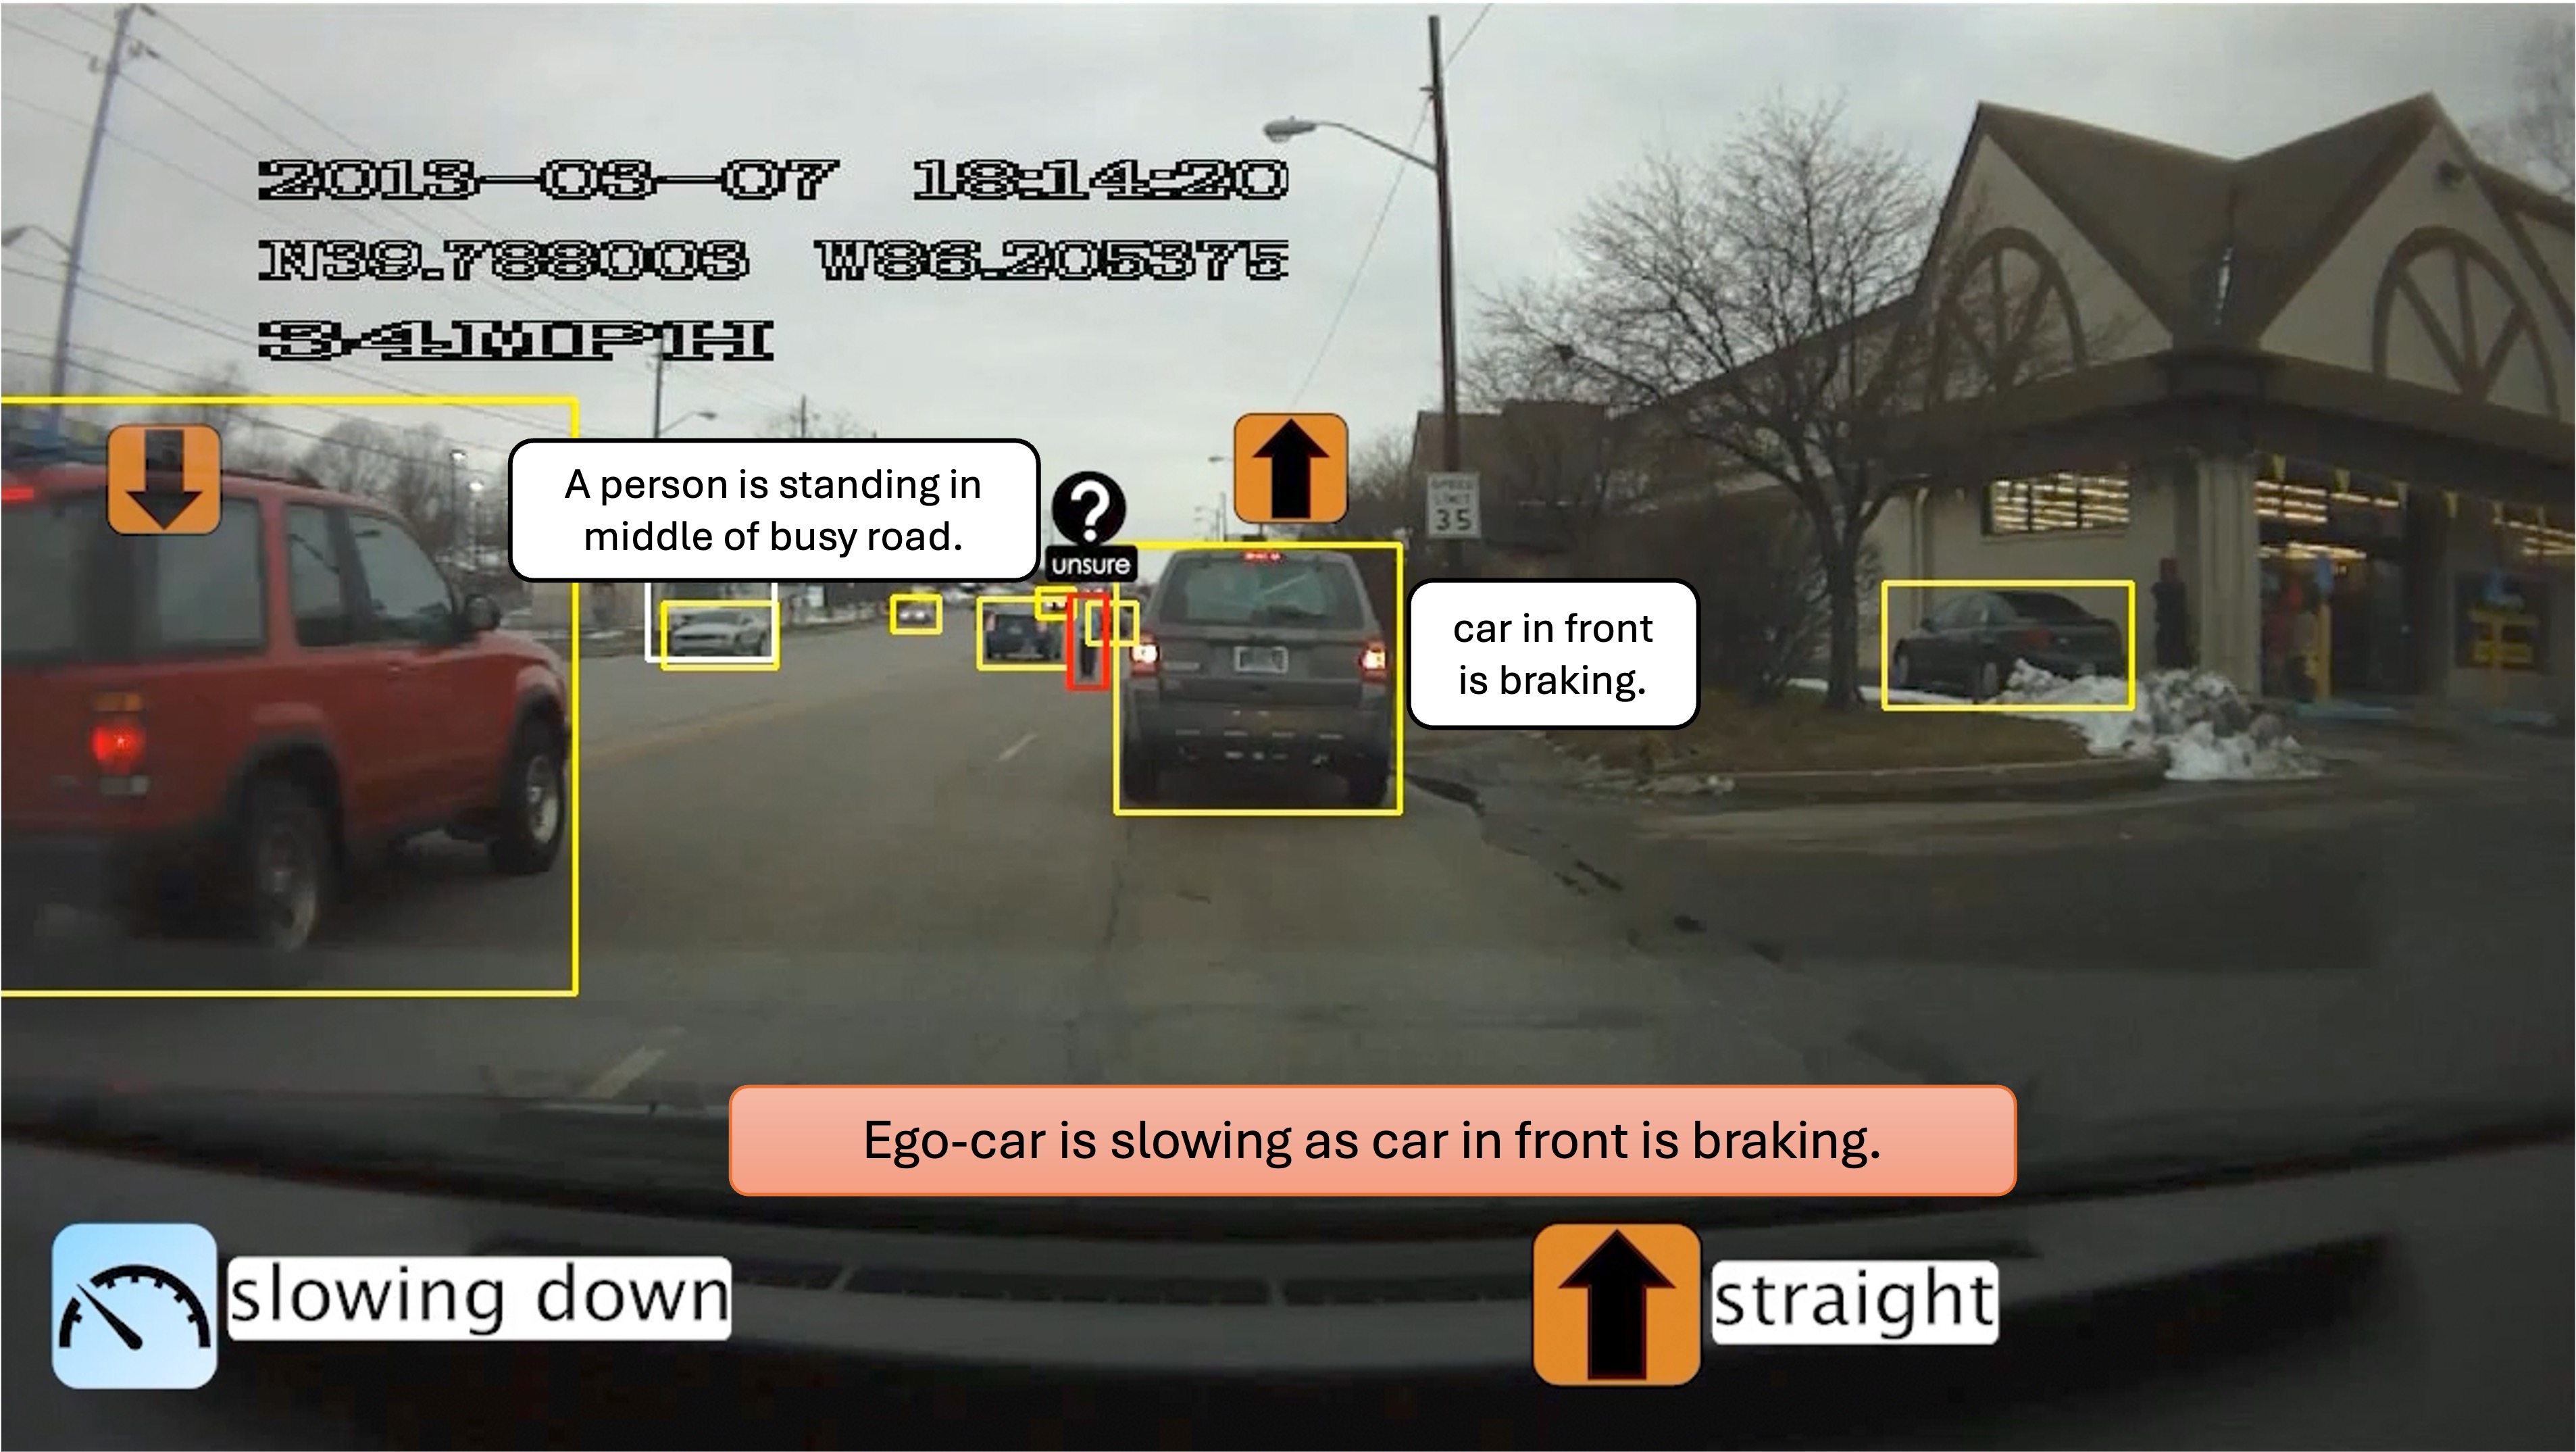 2013-03-07 18:14:20
N39.788003 W86.205375
34MPH
A person is standing in
middle of busy road.
?
unsure
SPEED
LIMIT
35
car in front
is braking.
Ego-car is slowing as car in front is braking.
slowing down
straight